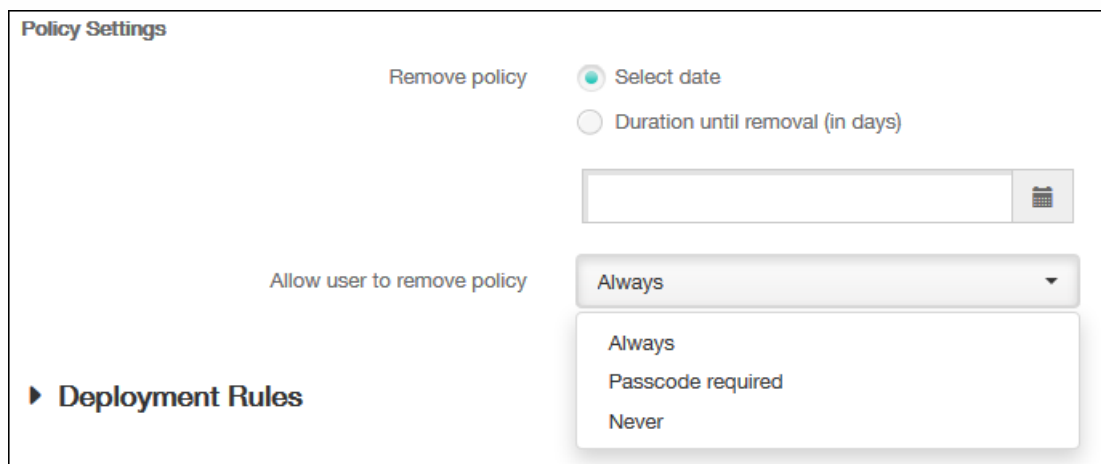 Policy Settings
Remove policy
Select date
Duration until removal (in days)
Allow user to remove policy
Always
Always
Passcode required
Never
Deployment Rules